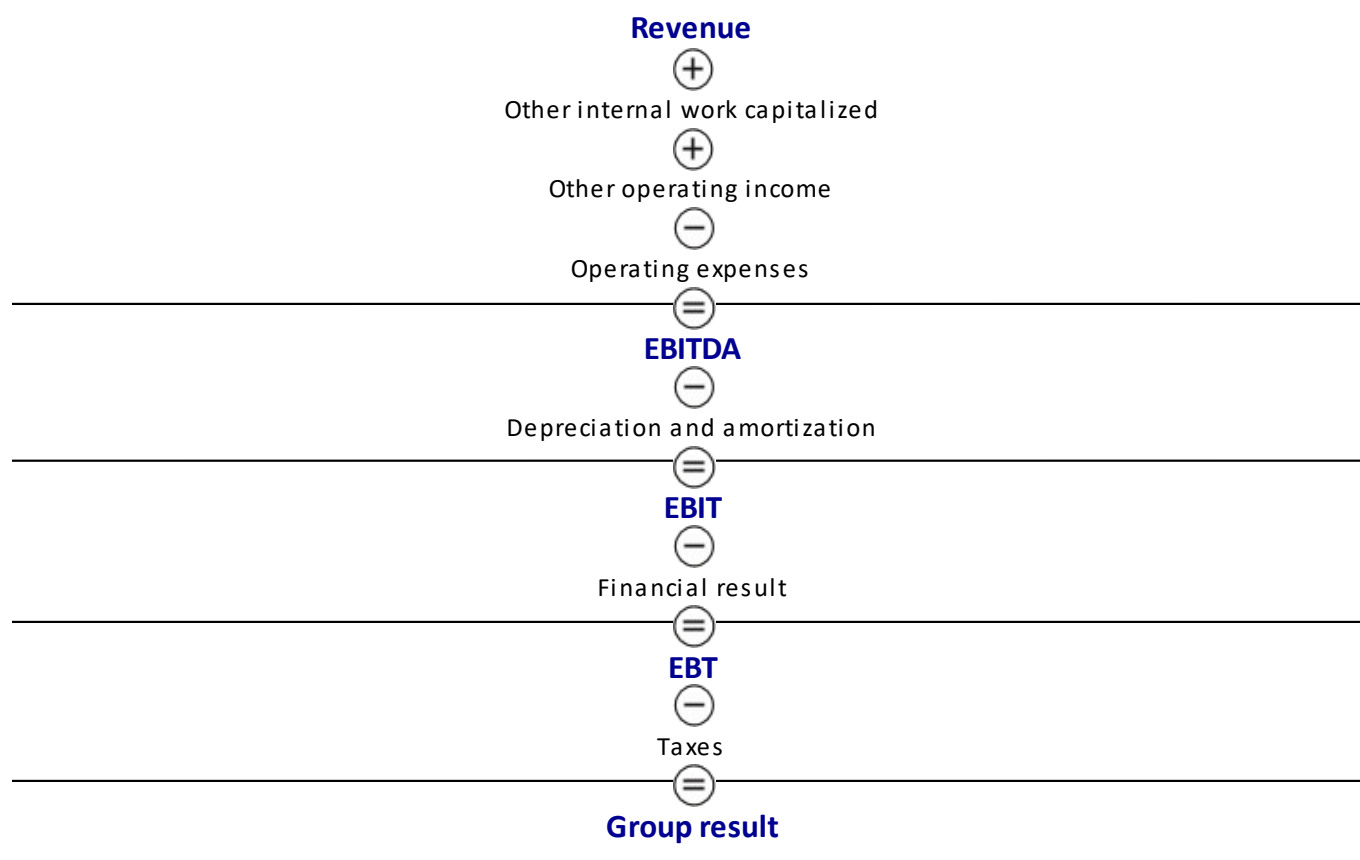 Revenue
+
Other internal work capitalized
+
Other operating income
−
Operating expenses
=
EBITDA
−
Depreciation and amortization
=
EBIT
−
Financial result
=
EBT
−
Taxes
=
Group result